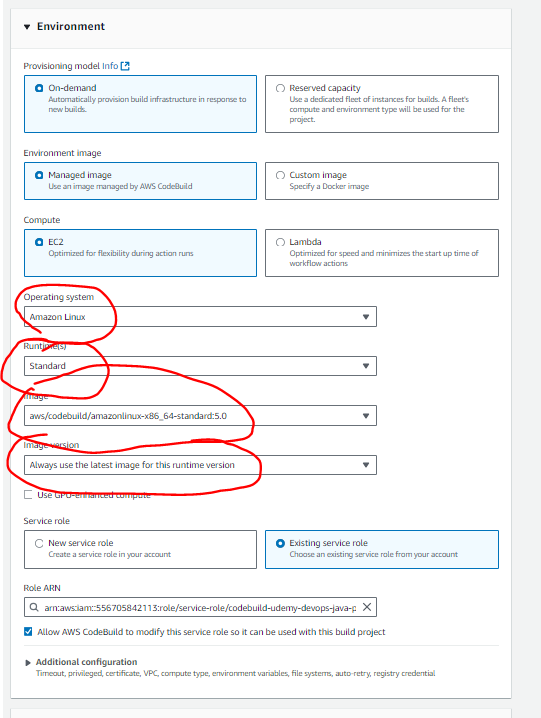 Environment
Provisioning model Info
On-demand
Automatically provision build infrastructure in response to
new builds.
Reserved capacity
Use a dedicated fleet of instances for builds. A fleet's
compute and environment type will be used for the
project.
Environment image
Managed image
Use an image managed by AWS CodeBuild
Custom image
Specify a Docker image
Compute
EC2
Optimized for flexibility during action runs
Lambda
Optimized for speed and minimizes the start up time of
workflow actions
Operating system
Amazon Linux
Runtime(s)
Standard
Image
aws/codebuild/amazonlinux-x86_64-standard:5.0
Image version
Always use the latest image for this runtime version
Use GPU-enhanced compute
Service role
New service role
Create a service role in your account
Existing service role
Choose an existing service role from your account
Role ARN
arn:aws:iam::556705842113:role/service-role/codebuild-udemy-devops-java-p
Allow AWS CodeBuild to modify this service role so it can be used with this build project
Additional configuration
Timeout, privileged, certificate, VPC, compute type, environment variables, file systems, auto-retry, registry credential